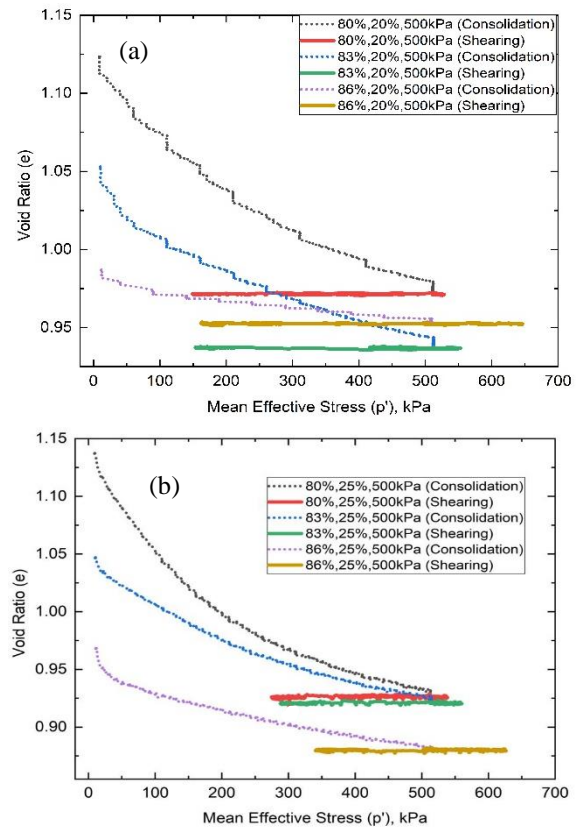 (a)
80%,20%,500kPa (Consolidation)
80%,20%,500kPa (Shearing)
83%,20%,500kPa (Consolidation)
83%,20%,500kPa (Shearing)
86%,20%,500kPa (Consolidation)
86%,20%,500kPa (Shearing)
1.15
1.10
1.05
1.00
0.95
Void Ratio (e)
0 100 200 300 400 500 600 700
Mean Effective Stress (p'), kPa
(b)
80%,25%,500kPa (Consolidation)
80%,25%,500kPa (Shearing)
83%,25%,500kPa (Consolidation)
83%,25%,500kPa (Shearing)
86%,25%,500kPa (Consolidation)
86%,25%,500kPa (Shearing)
1.15
1.10
1.05
1.00
0.95
0.90
Void Ratio (e)
0 100 200 300 400 500 600 700
Mean Effective Stress (p'), kPa